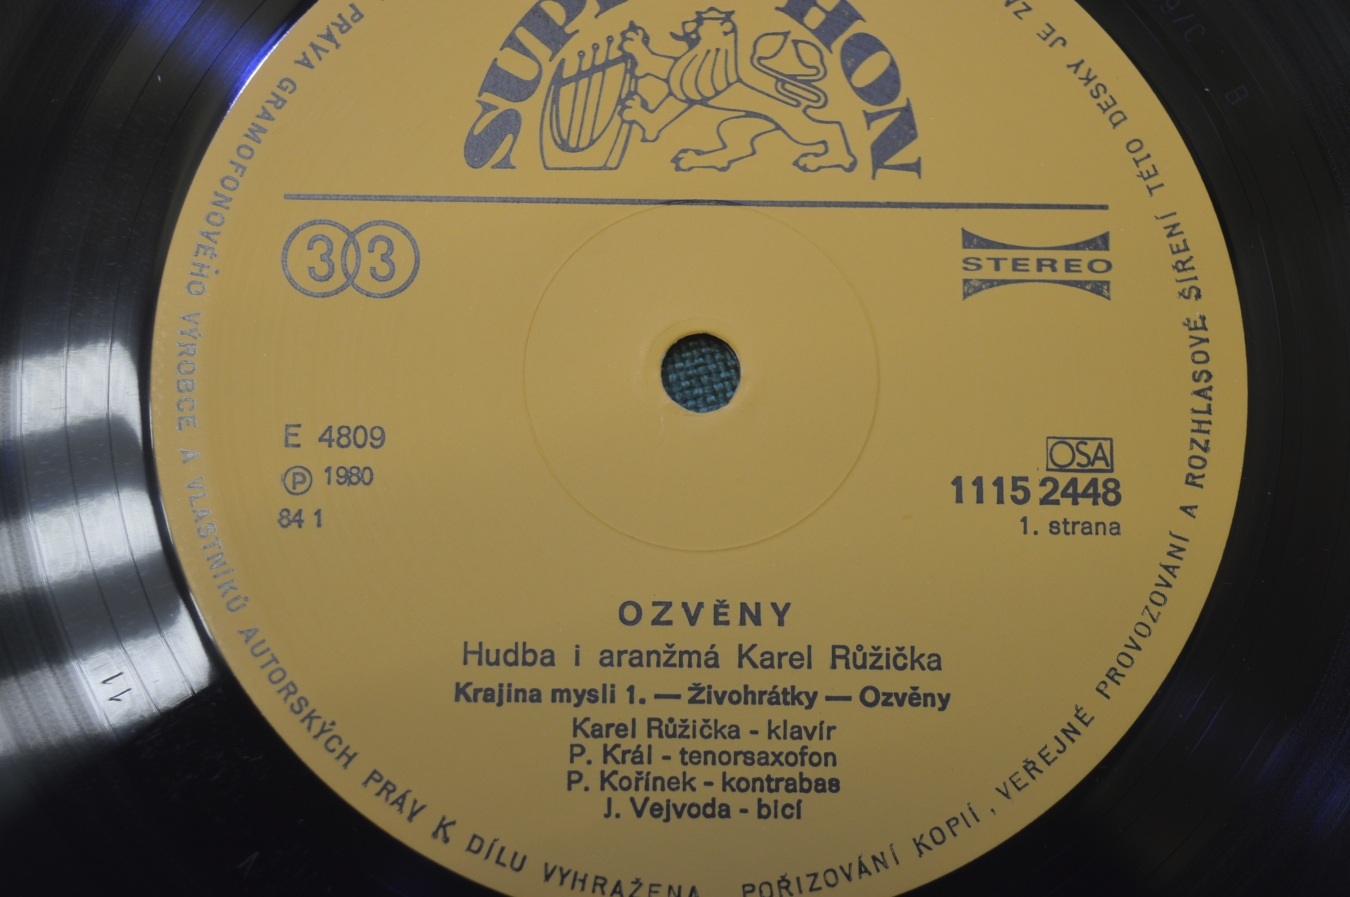 SUPRAPHON
33
STEREO
E 4809
Ⓟ 1980
84 1
OSA
1115 2448
1. strana
OZVĚNY
Hudba i aranžmá Karel Růžička
Krajina mysli 1. — Živohrátky — Ozvěny
Karel Růžička - klavír
P. Král - tenorsaxofon
P. Kořínek - kontrabas
J. Vejvoda - bicí
PRÁVA GRAMOFONOVÉHO VÝROBCE A VLASTNÍKŮ AUTORSKÝCH PRÁV K DÍLU VYHRAŽENA. POŘIZOVÁNÍ KOPIÍ, VEŘEJNÉ PROVOZOVÁNÍ A ROZHLASOVÉ ŠÍŘENÍ TÉTO DESKY JE
11